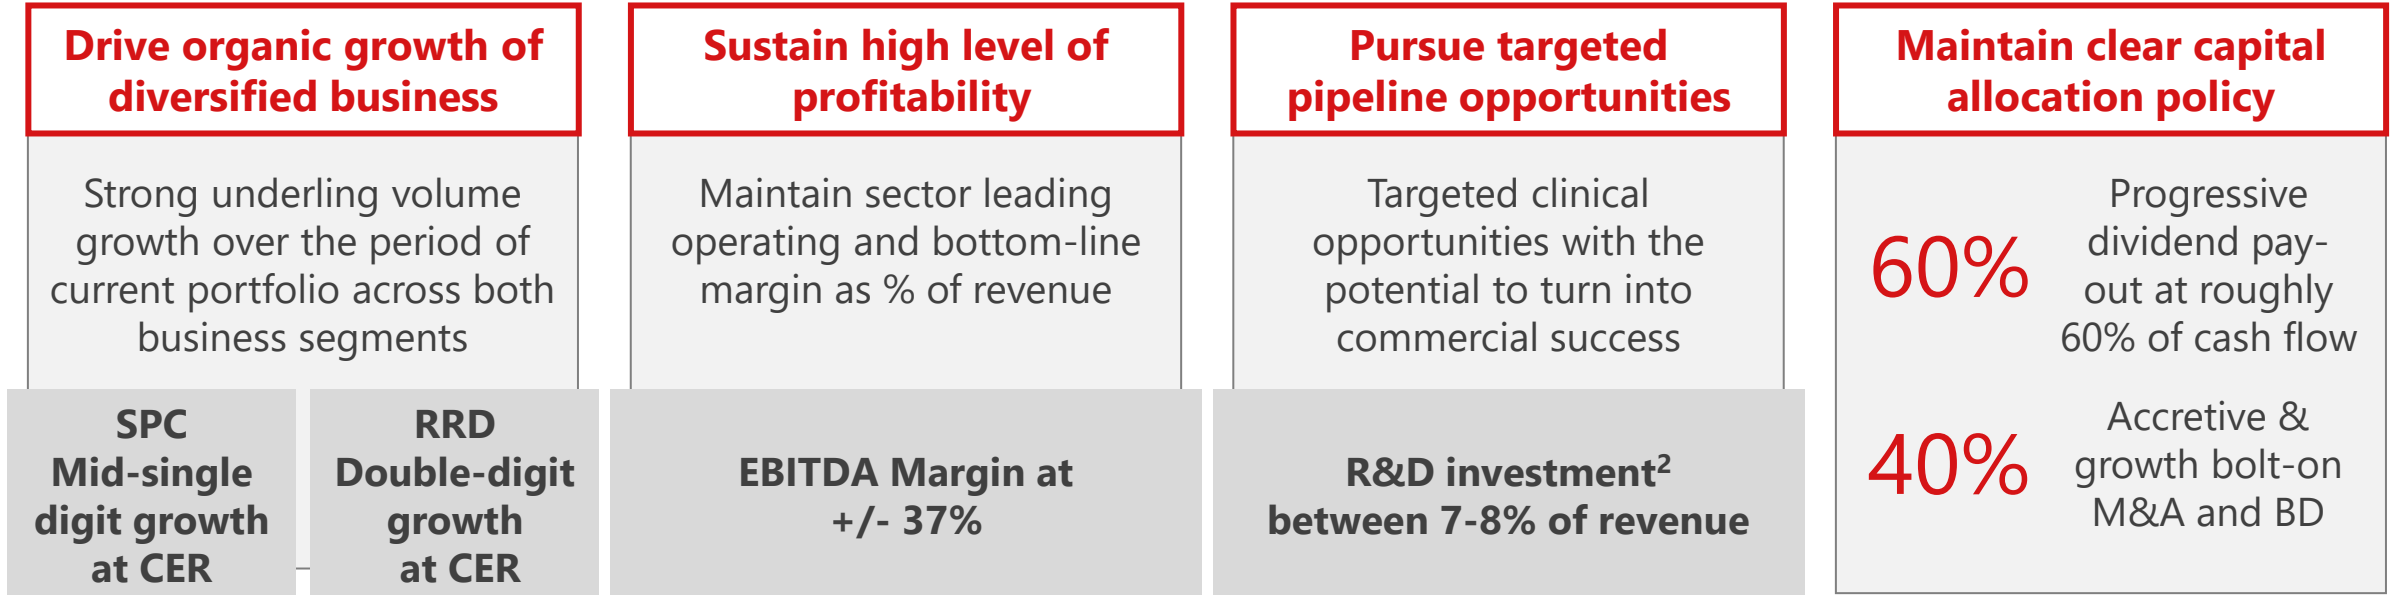 Drive organic growth of
diversified business
Strong underling volume
growth over the period of
current portfolio across both
business segments
SPC
Mid-single
digit growth
at CER
RRD
Double-digit
growth
at CER
Sustain high level of
profitability
Maintain sector leading
operating and bottom-line
margin as % of revenue
EBITDA Margin at
+/- 37%
Pursue targeted
pipeline opportunities
Targeted clinical
opportunities with the
potential to turn into
commercial success
R&D investment²
between 7-8% of revenue
Maintain clear capital
allocation policy
60%
Progressive
dividend pay-
out at roughly
60% of cash flow
40%
Accretive &
growth bolt-on
M&A and BD